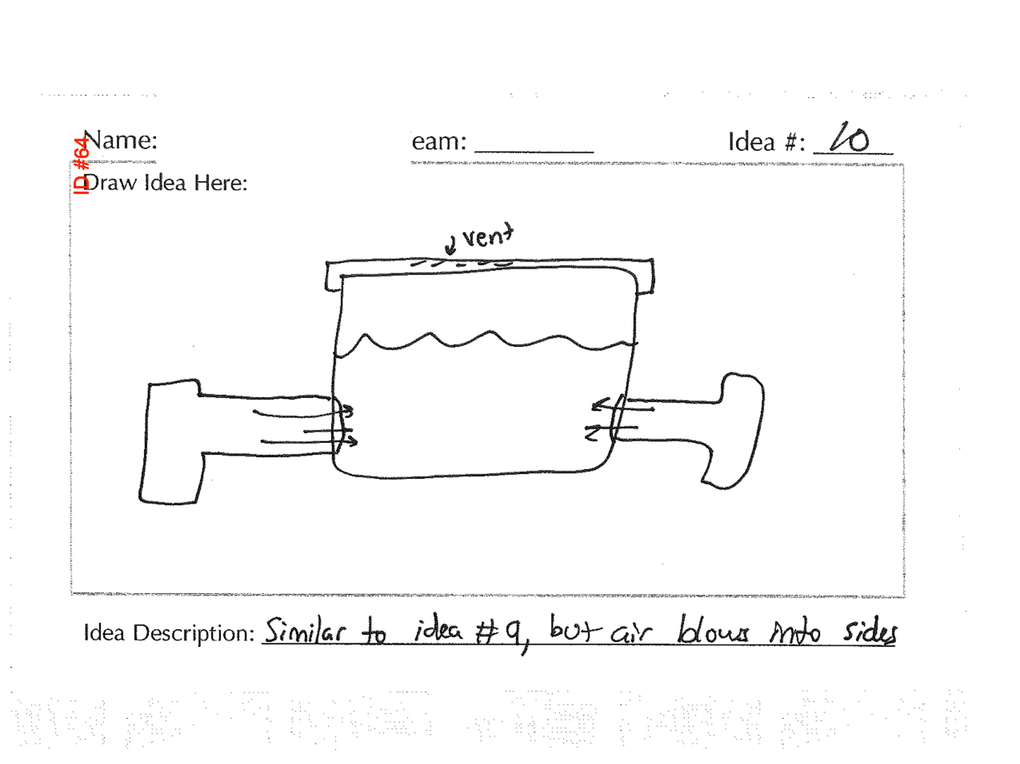 Name: eam: Idea #: 10
ID #64
Draw Idea Here:
vent
Idea Description: Similar to idea #9, but air blows into sides